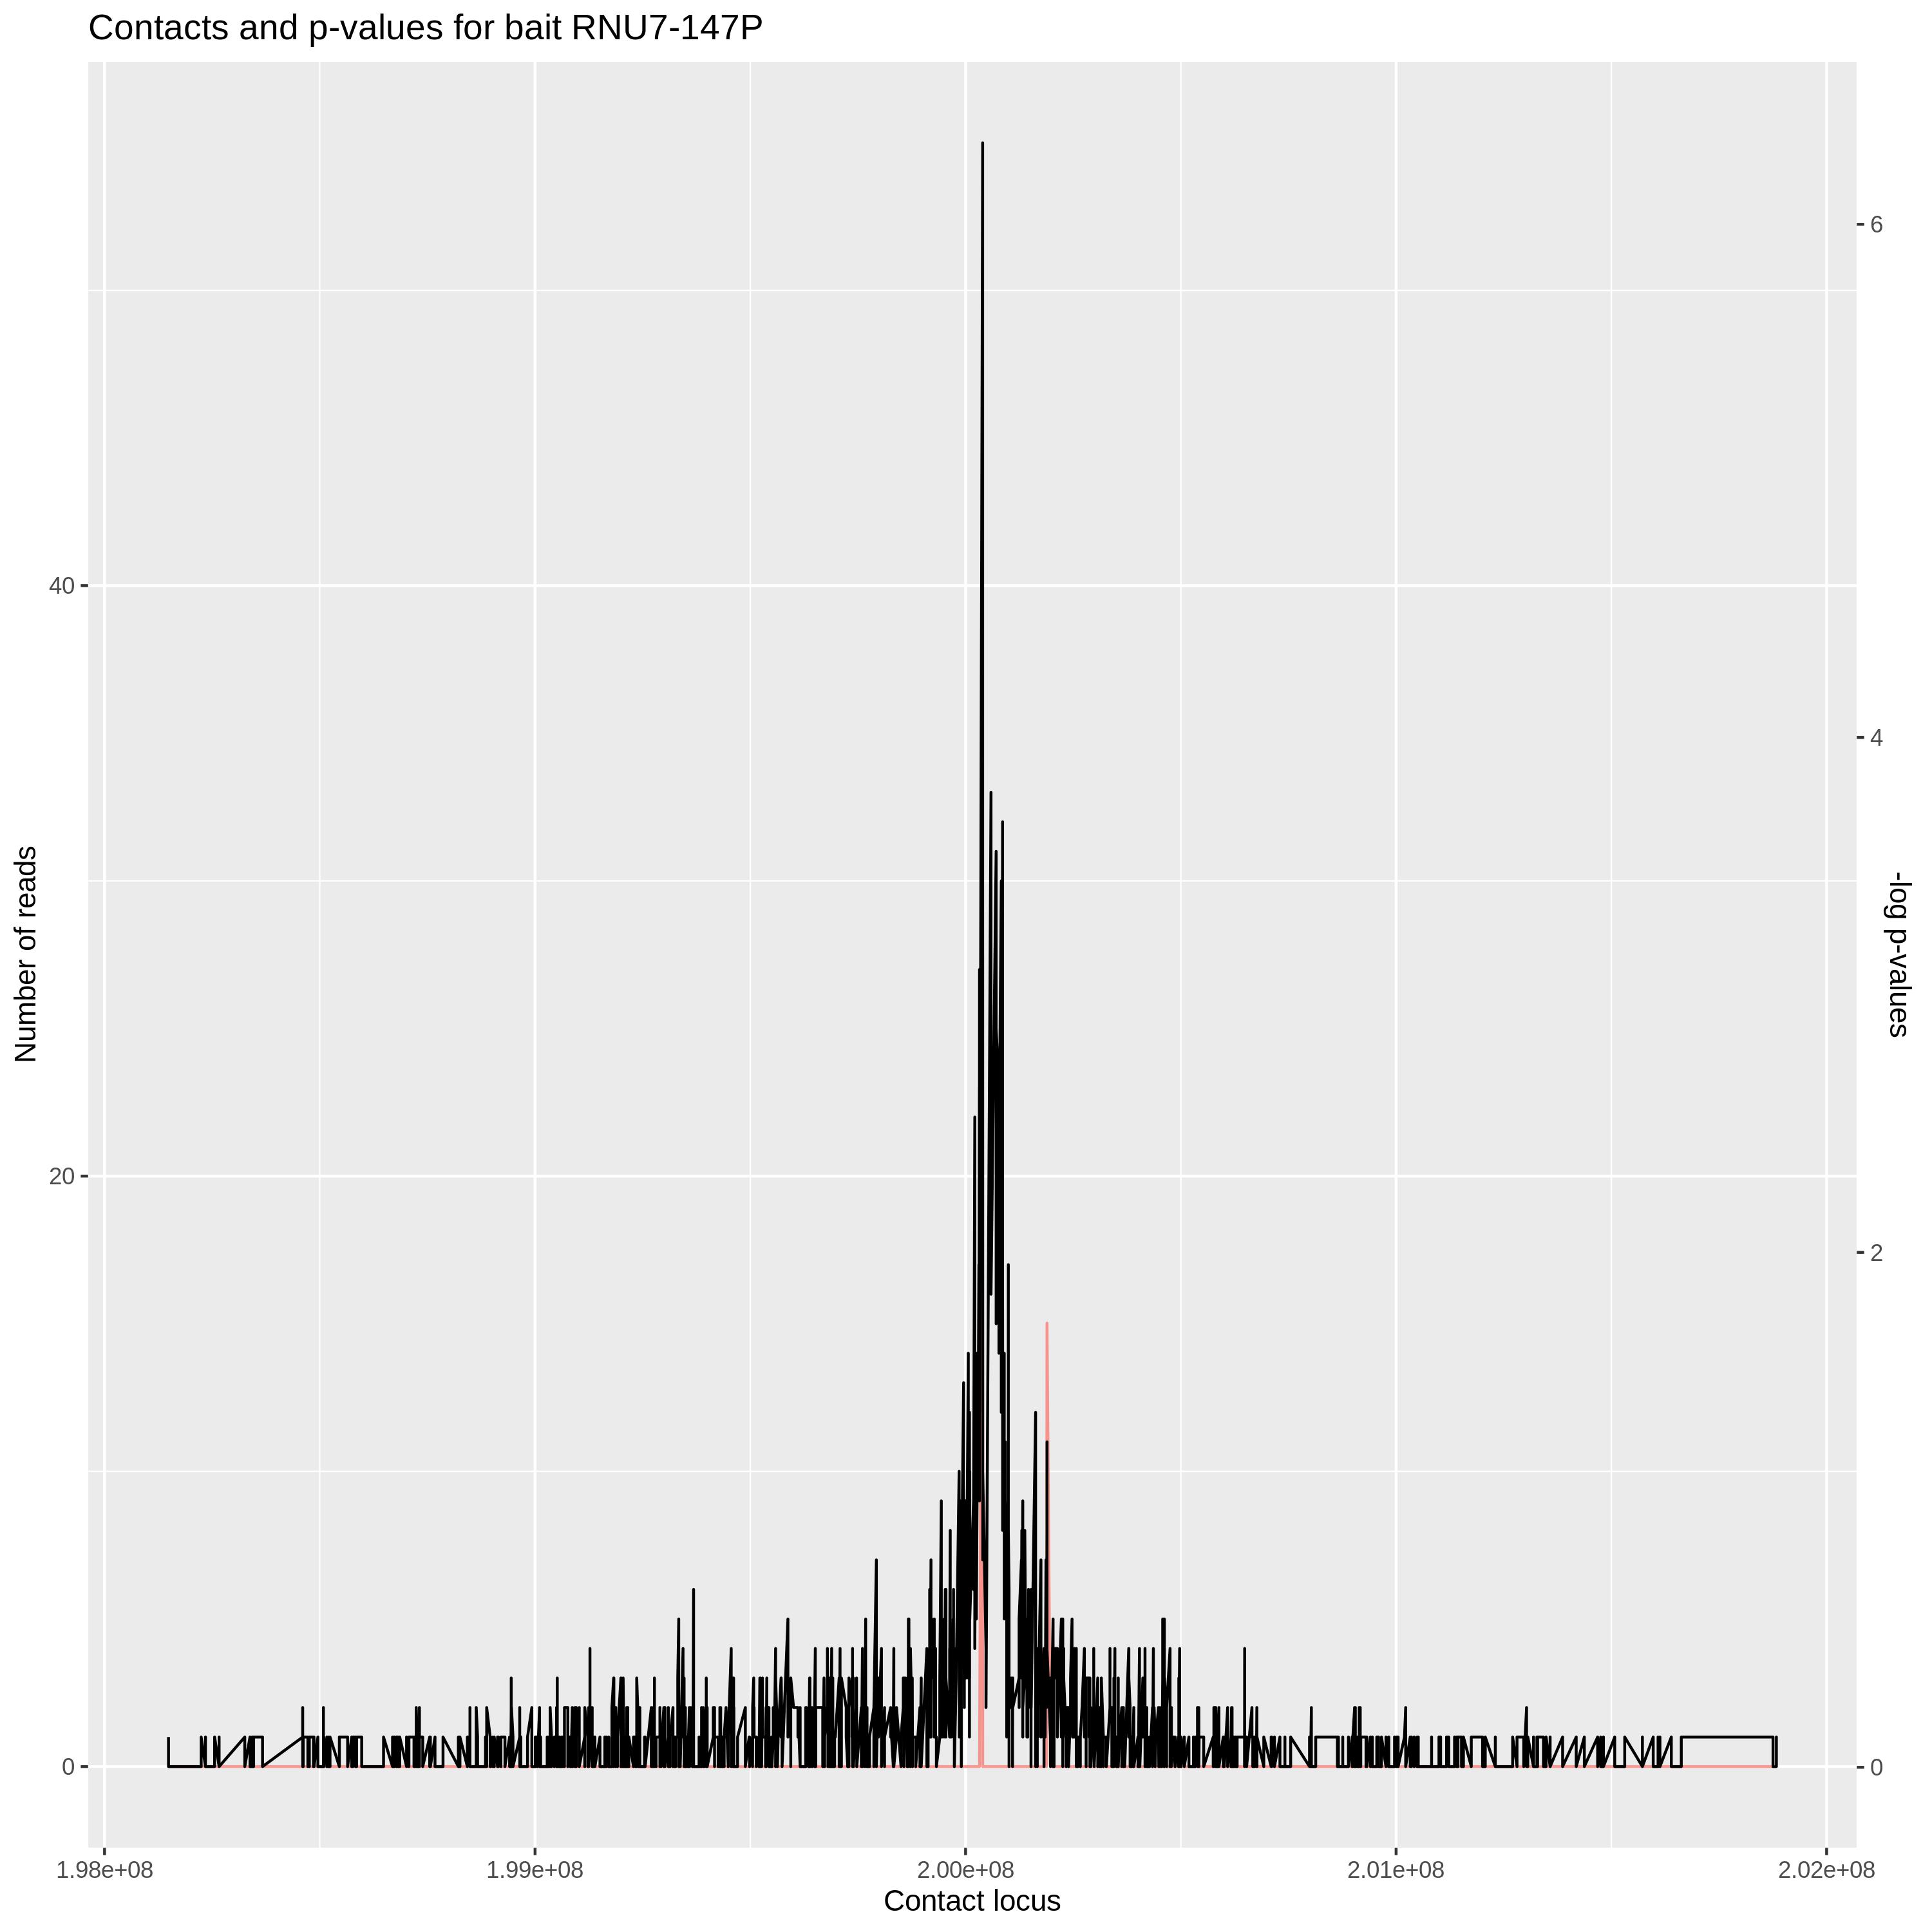 Contacts and p-values for bait RNU7-147P
Number of reads
40
20
0
6
4
2
0
-log p-values
1.98e+08
1.99e+08
2.00e+08
2.01e+08
2.02e+08
Contact locus